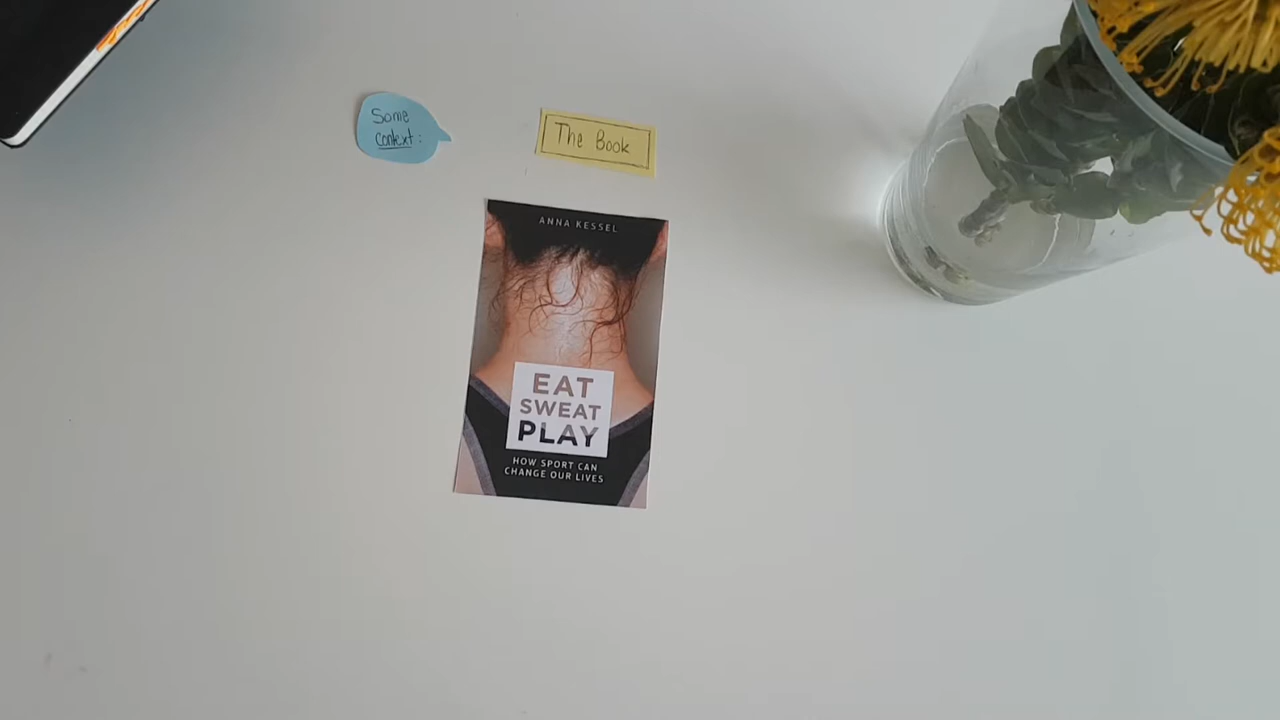 Some
context:
The Book
ANNA KESSEL
EAT
SWEAT
PLAY
HOW SPORT CAN
CHANGE OUR LIVES